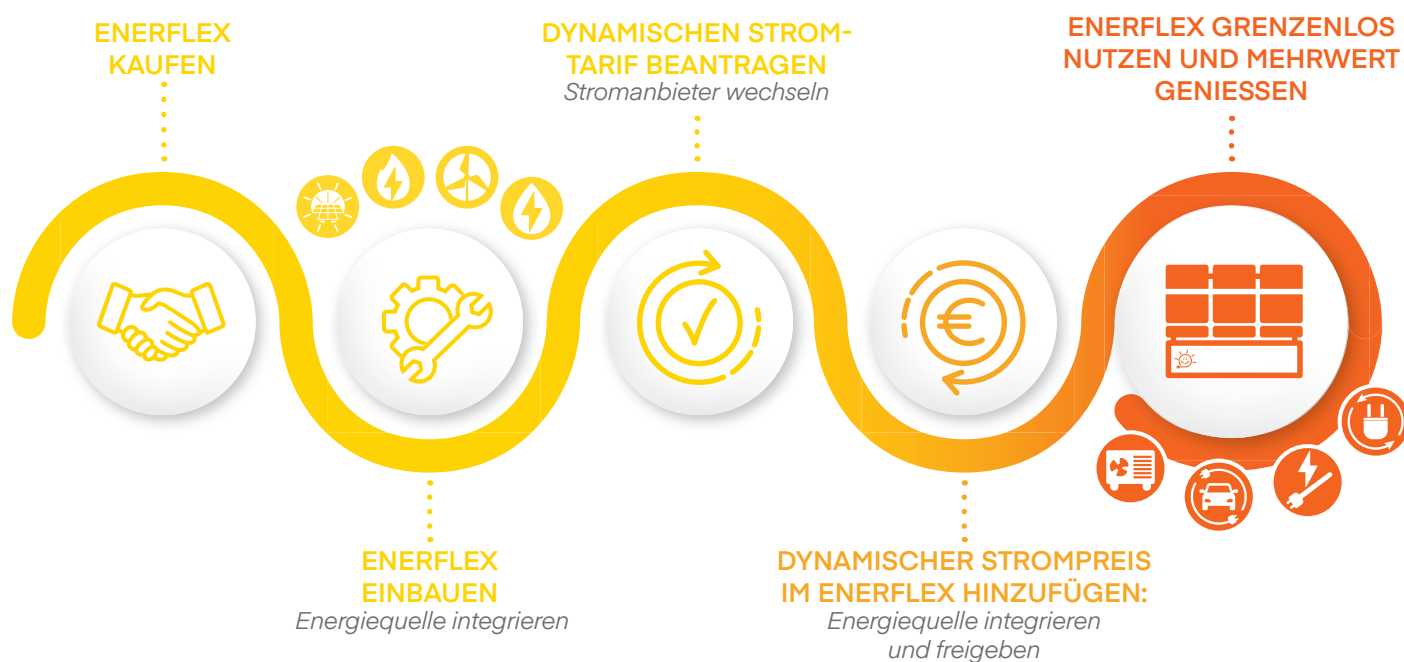 ENERFLEX
KAUFEN
ENERFLEX
EINBAUEN
Energiequelle integrieren
DYNAMISCHEN STROM-
TARIF BEANTRAGEN
Stromanbieter wechseln
DYNAMISCHER STROMPREIS
IM ENERFLEX HINZUFÜGEN:
Energiequelle integrieren
und freigeben
ENERFLEX GRENZENLOS
NUTZEN UND MEHRWERT
GENIESSEN